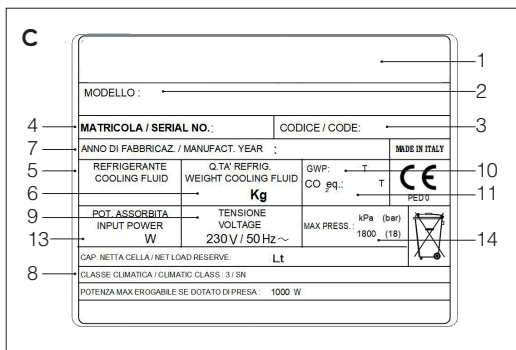 C
1
MODELLO :
2
4
MATRICOLA / SERIAL NO.:
CODICE / CODE:
3
7
ANNO DI FABBRICAZ. / MANUFACT. YEAR :
MADE IN ITALY
5
REFRIGERANTE
COOLING FLUID
Q.TA' REFRIG.
WEIGHT COOLING FLUID
6
Kg
GWP: T
10
CO2 eq.: T
11
CE
PED 0
9
13
POT. ASSORBITA
INPUT POWER
W
TENSIONE
VOLTAGE
230 V / 50 Hz ~
MAX PRESS. :
kPa (bar)
1800 (18)
14
CAP. NETTA CELLA / NET LOAD RESERVE: Lt
8
CLASSE CLIMATICA / CLIMATIC CLASS : 3 / SN
POTENZA MAX EROGABILE SE DOTATO DI PRESA : 1000 W